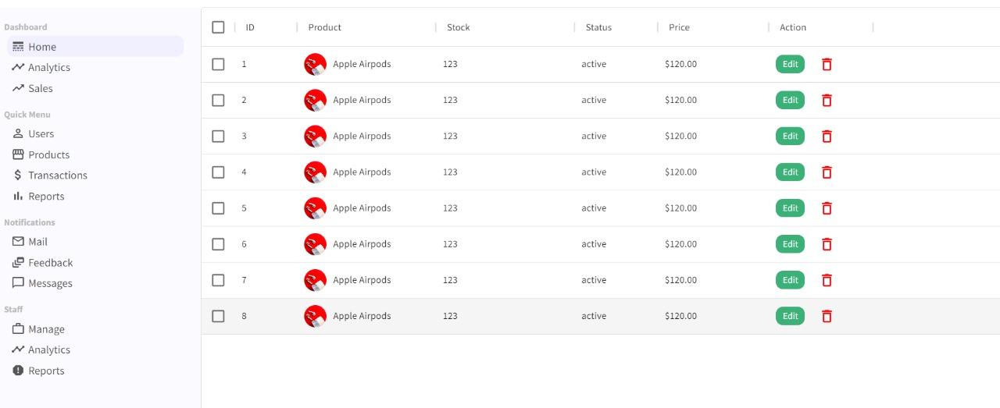 Dashboard
Home
Analytics
Sales
Quick Menu
Users
Products
Transactions
Reports
Notifications
Mail
Feedback
Messages
Staff
Manage
Analytics
Reports
ID Product Stock Status Price Action
1 Apple Airpods 123 active $120.00 Edit
2 Apple Airpods 123 active $120.00 Edit
3 Apple Airpods 123 active $120.00 Edit
4 Apple Airpods 123 active $120.00 Edit
5 Apple Airpods 123 active $120.00 Edit
6 Apple Airpods 123 active $120.00 Edit
7 Apple Airpods 123 active $120.00 Edit
8 Apple Airpods 123 active $120.00 Edit